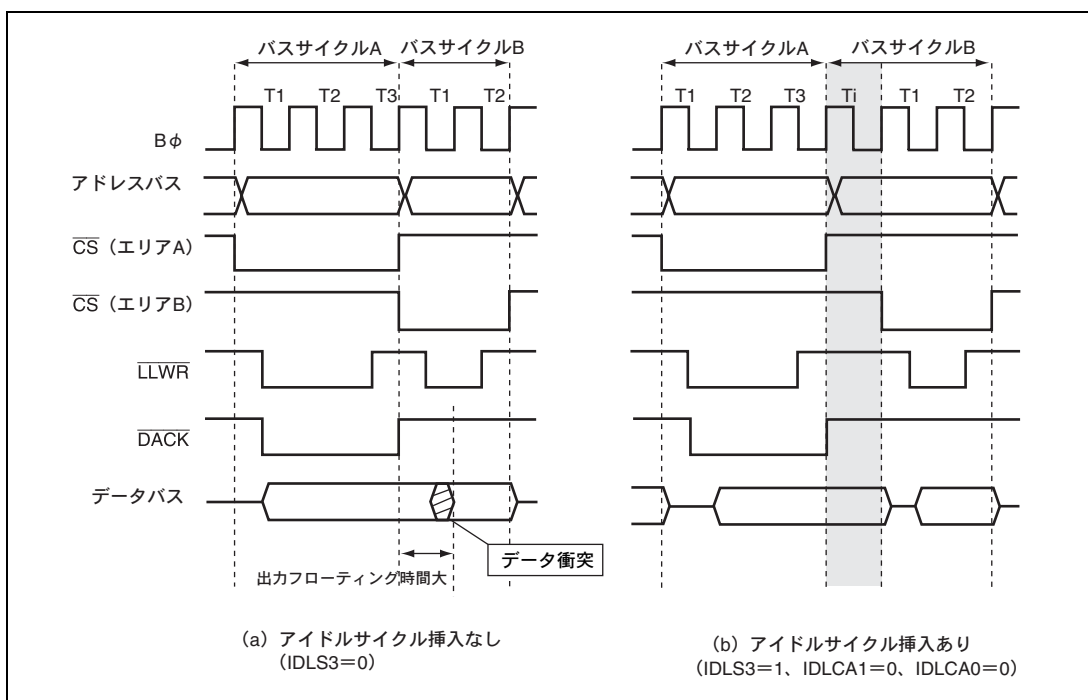 バスサイクルA バスサイクルB
T1 T2 T3 T1 T2
Bφ
アドレスバス
CS（エリアA）
CS（エリアB）
LLWR
DACK
データバス
データ衝突
出力フローティング時間大
(a) アイドルサイクル挿入なし
（IDLS3＝0）
バスサイクルA バスサイクルB
T1 T2 T3 Ti T1 T2
(b) アイドルサイクル挿入あり
（IDLS3＝1、IDLCA1＝0、IDLCA0＝0）